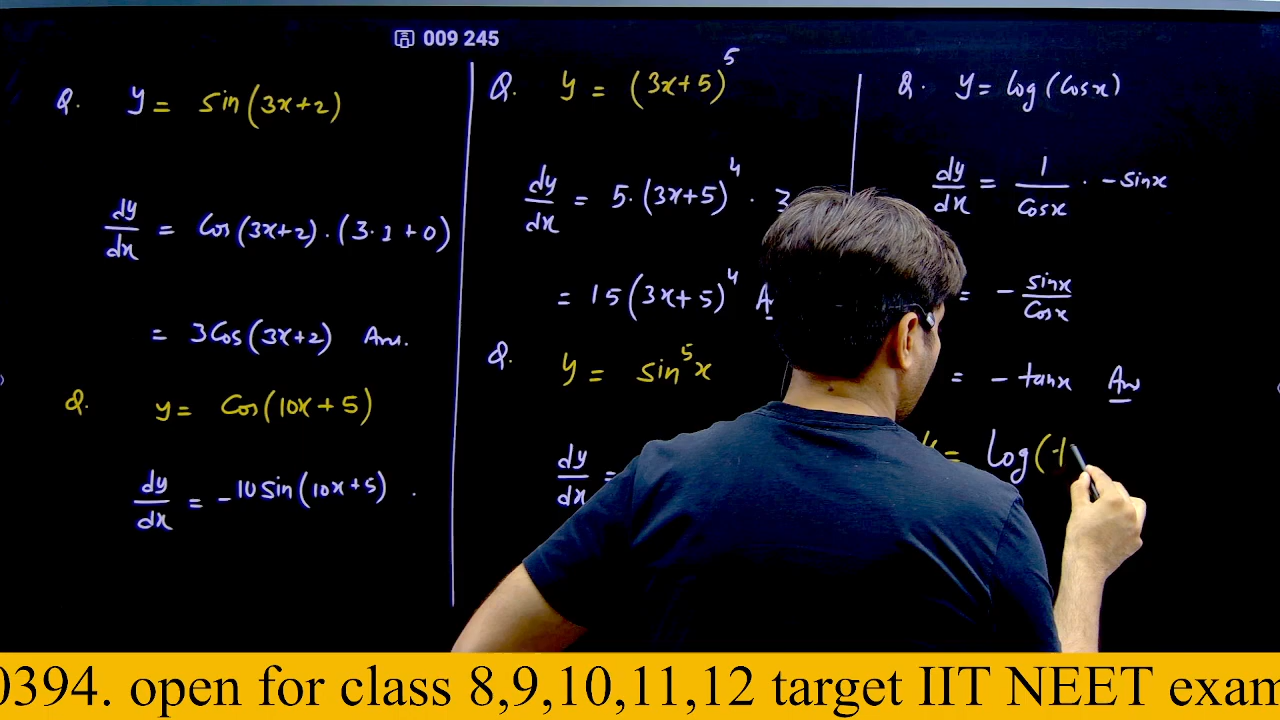 009 245
Q. y = sin(3x+2)
dy/dx = Cos(3x+2).(3.1+0)
= 3Cos(3x+2) Ans.
Q. y = Cos(10x+5)
dy/dx = -10 Sin(10x+5) .
Q. y = (3x+5)^5
dy/dx = 5.(3x+5)^4 . 3
= 15(3x+5)^4
Q. y = sin^5 x
dy/dx =
Q. y = log(Cosx)
dy/dx = 1/Cosx . -Sinx
= - sinx/Cosx
= - tanx Ans
= log(
0394. open for class 8,9,10,11,12 target IIT NEET exam